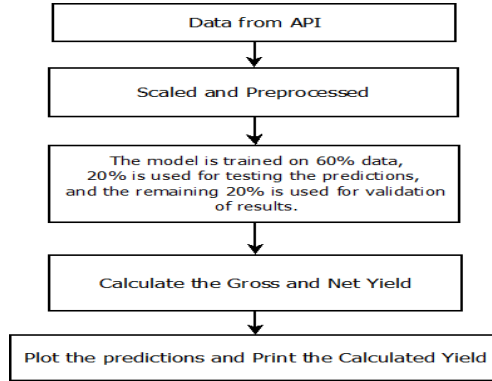 Data from API
Scaled and Preprocessed
The model is trained on 60% data,
20% is used for testing the predictions,
and the remaining 20% is used for validation
of results.
Calculate the Gross and Net Yield
Plot the predictions and Print the Calculated Yield